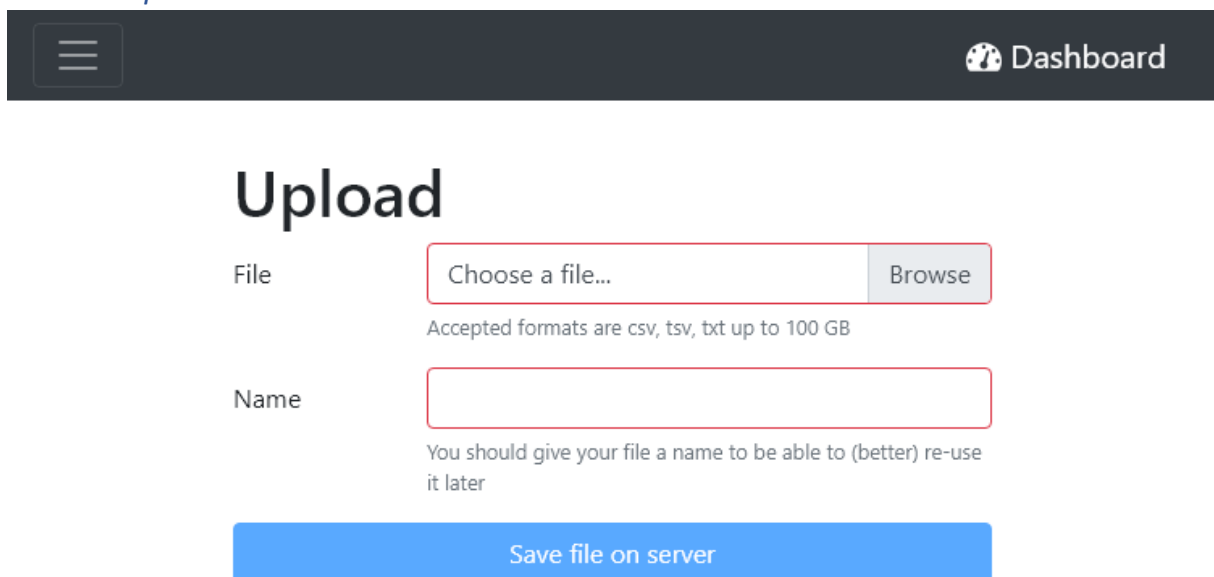 Dashboard
Upload
File
Choose a file...
Browse
Accepted formats are csv, tsv, txt up to 100 GB
Name
You should give your file a name to be able to (better) re-use
it later
Save file on server